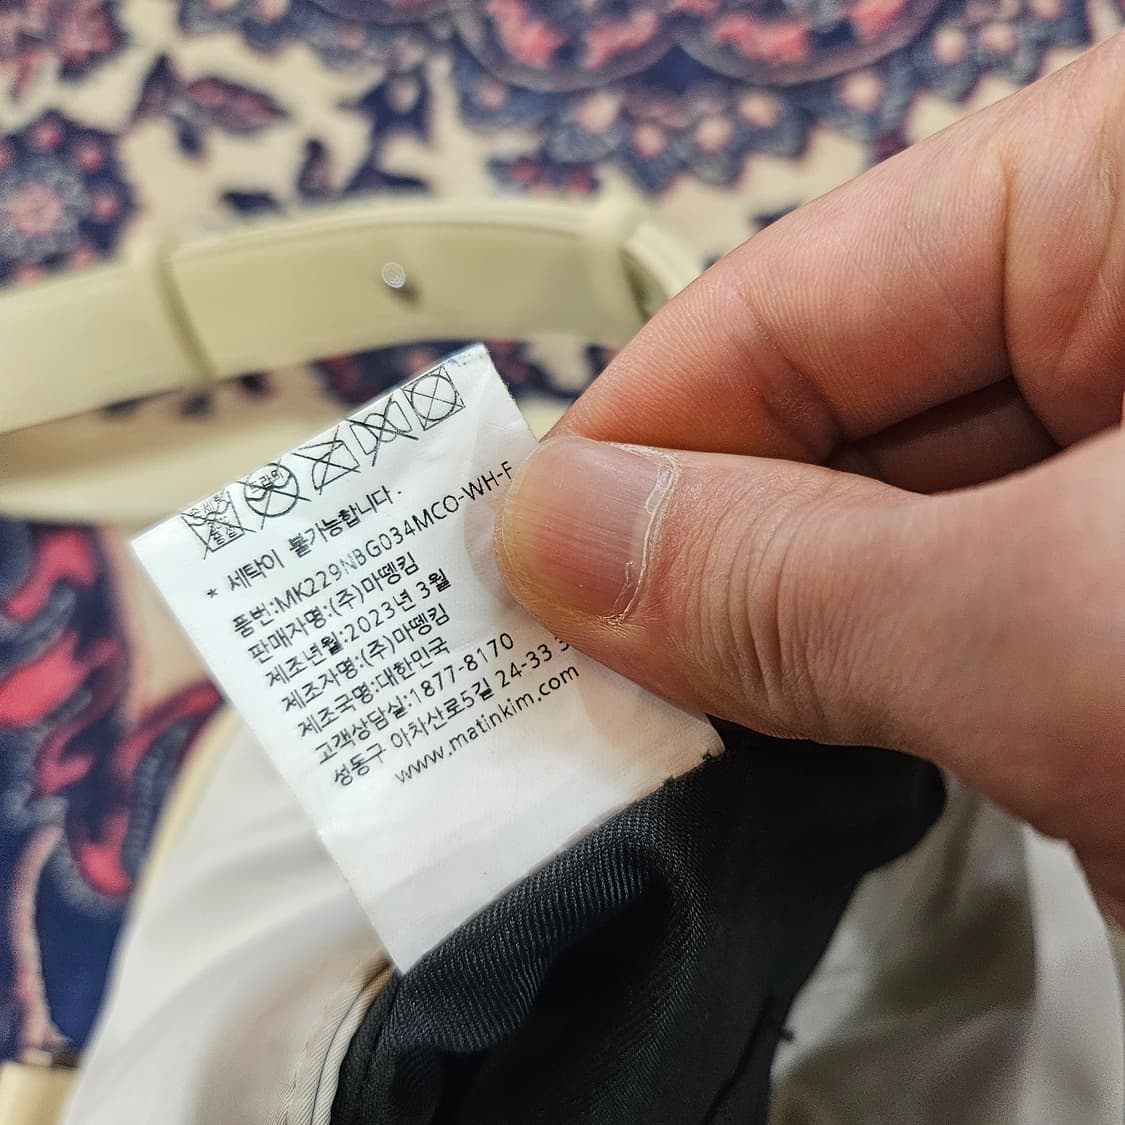 * 세탁이 불가능합니다.
품번:MK229NBG034MCO-WH-F
판매자명:(주)마뗑킴
제조년월:2023년 3월
제조자명:(주)마뗑킴
제조국명:대한민국
고객상담실:1877-8170
성동구 아차산로5길 24-33 3
www.matinkim.com